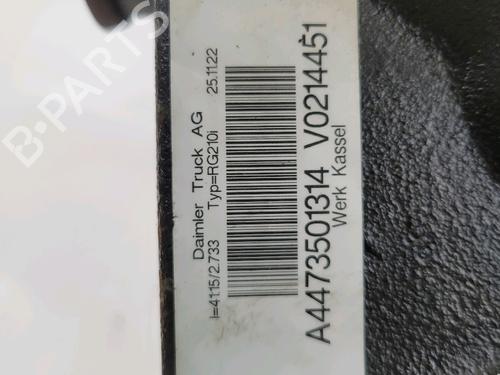 Daimler Truck AG 25.11.22
I=41:15/2.733 Typ=RG210i
A4473501314 V0214451
Werk Kassel
B-PARTS